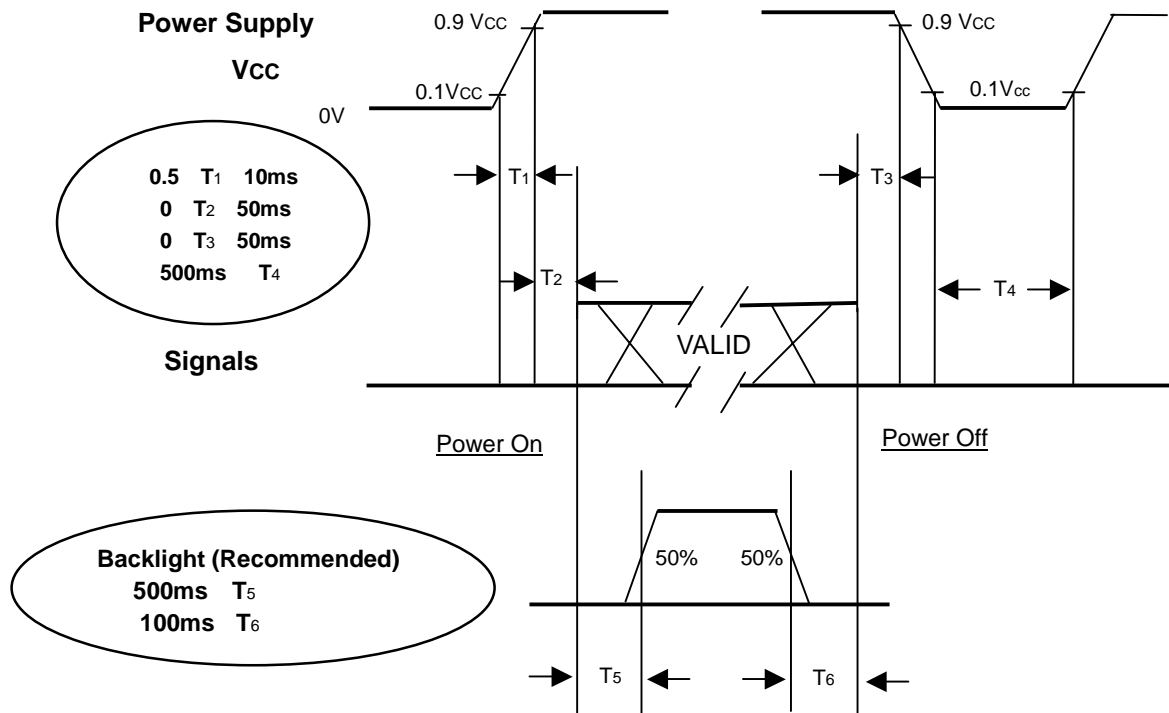 Power Supply
VCC
0.9 VCC
0.1VCC
0V
0.9 VCC
0.1Vcc
0.5 T1 10ms
0 T2 50ms
0 T3 50ms
500ms T4
T1
T2
T3
T4
Signals
VALID
Power On
Power Off
Backlight (Recommended)
500ms T5
100ms T6
50%
50%
T5
T6